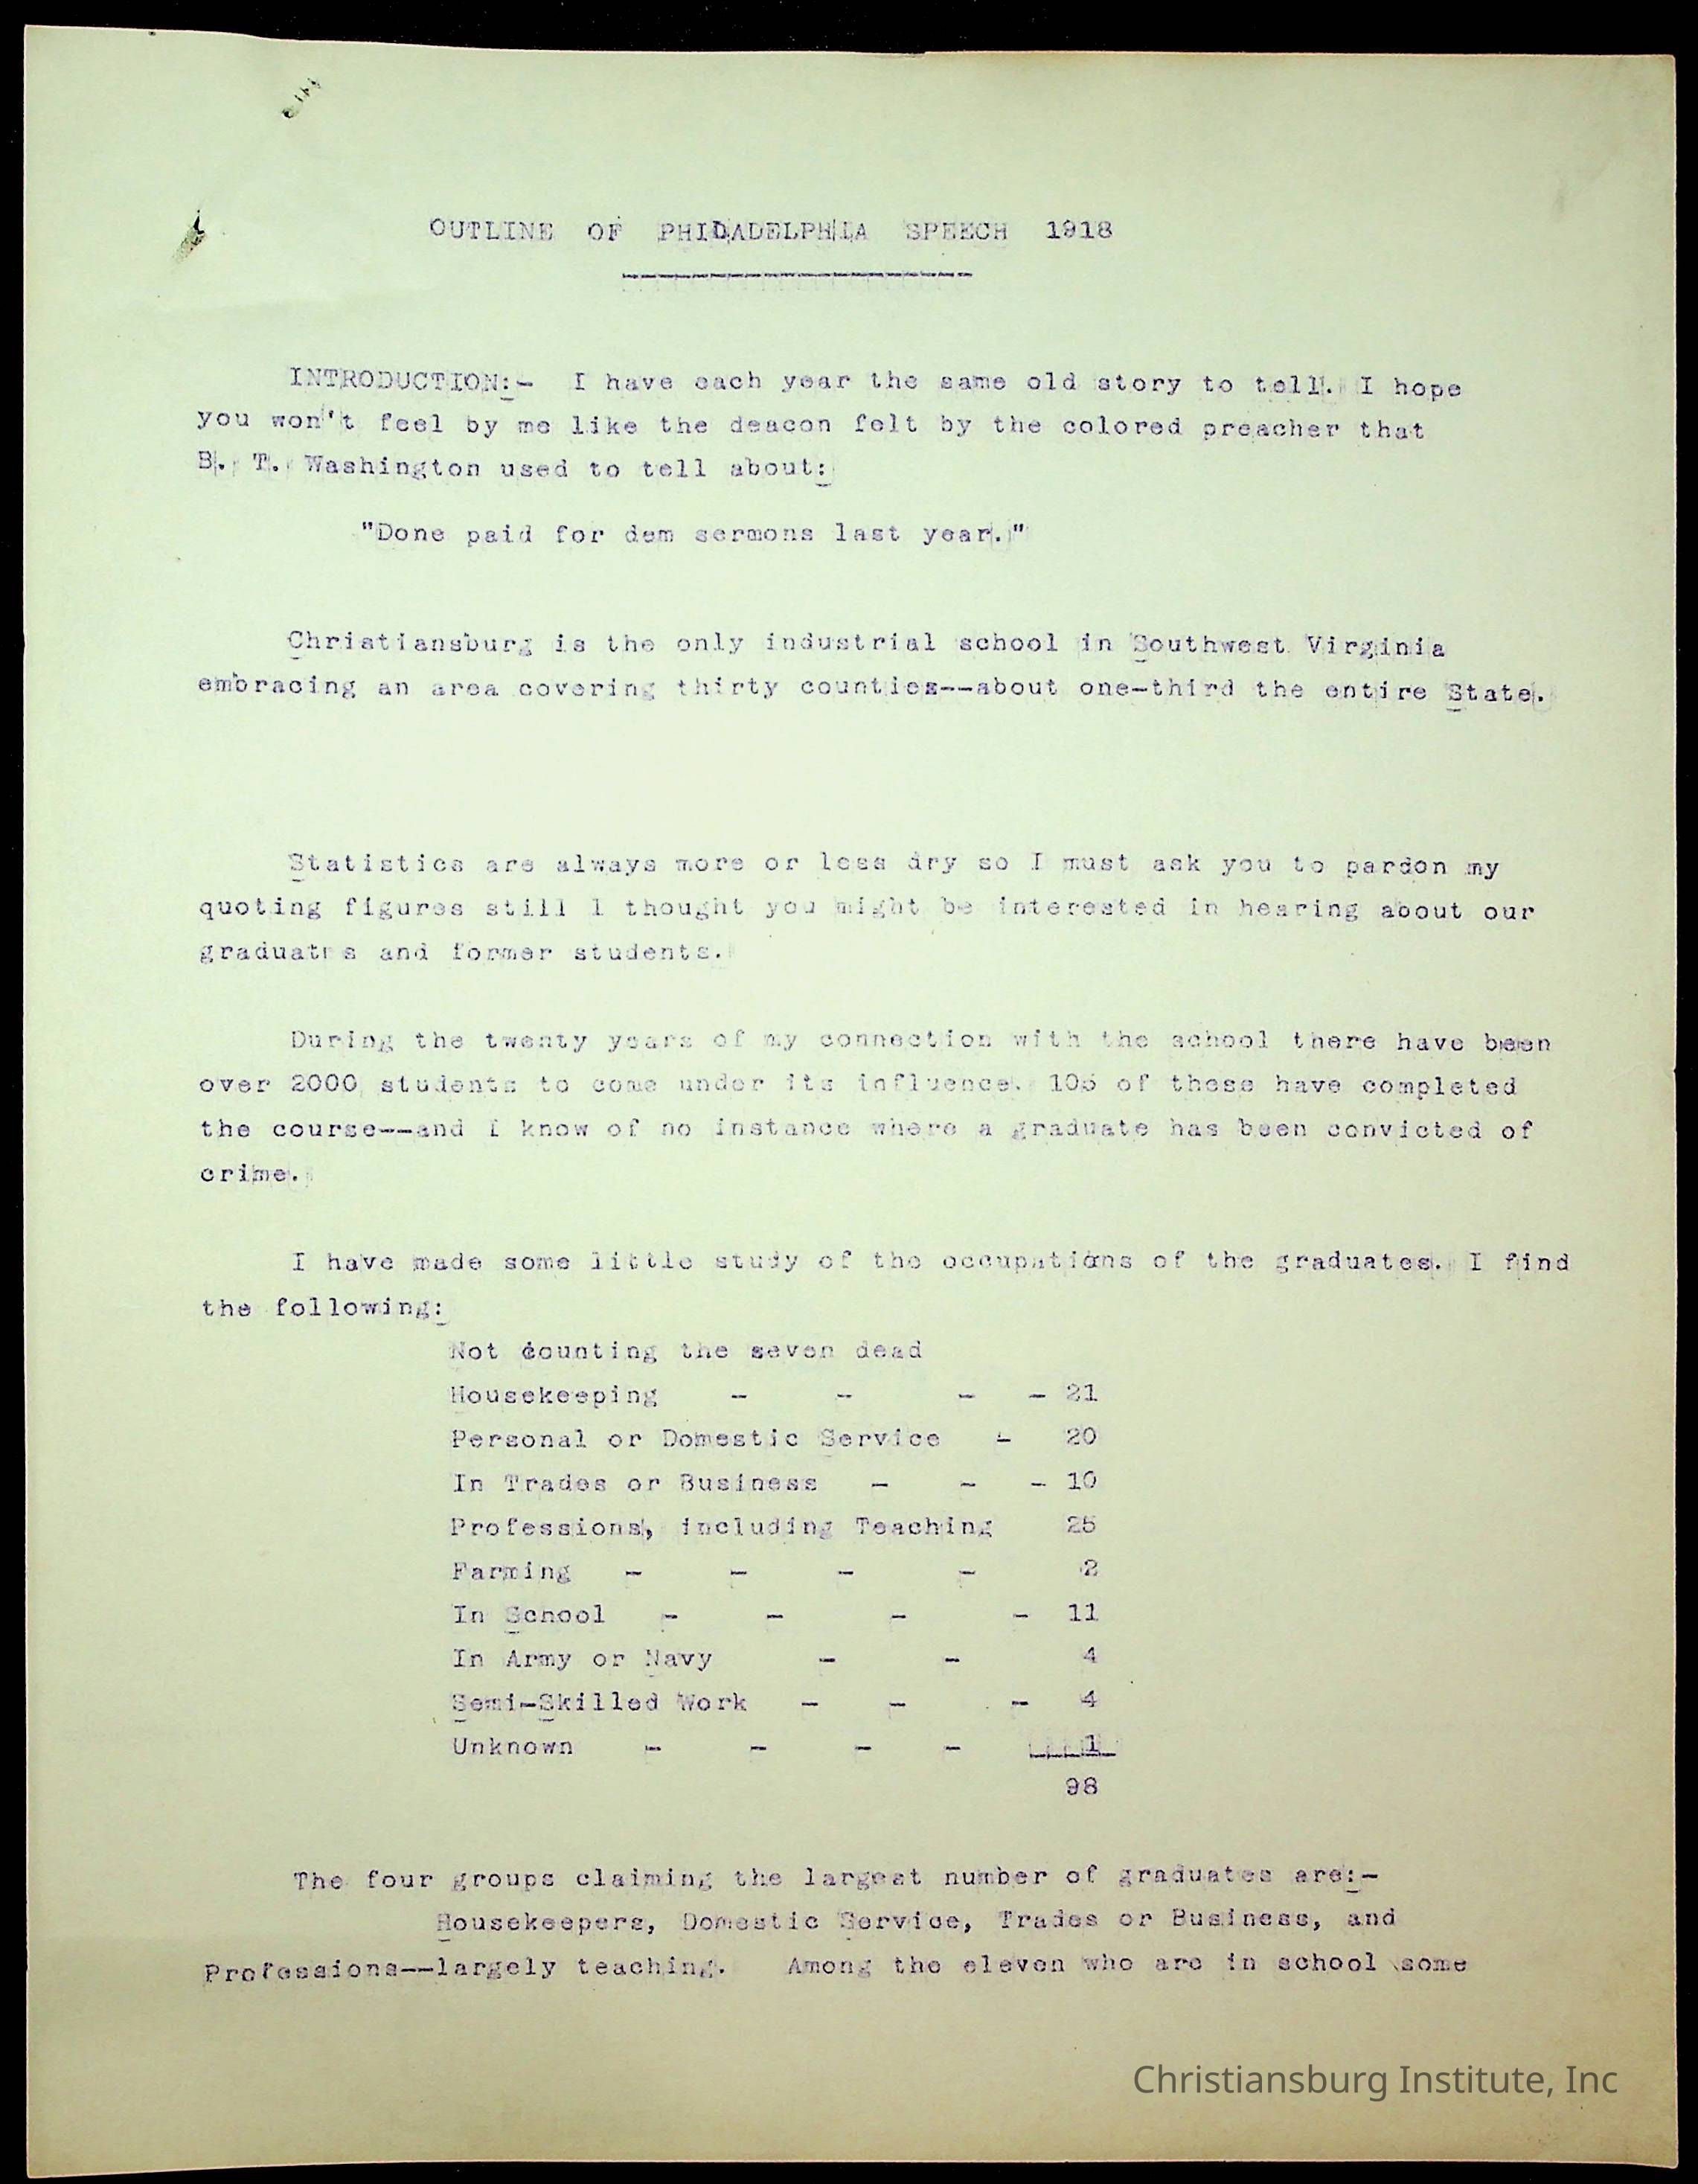 OUTLINE OF PHILADELPHIA SPEECH 1918
INTRODUCTION:- I have each year the same old story to tell. I hope
you won't feel by me like the deacon felt by the colored preacher that
B. T. Washington used to tell about:
"Done paid for dem sermons last year."
Christiansburg is the only industrial school in Southwest Virginia
embracing an area covering thirty counties--about one-third the entire State.
Statistics are always more or less dry so I must ask you to pardon my
quoting figures still I thought you might be interested in hearing about our
graduates and former students.
During the twenty years of my connection with the school there have been
over 2000 students to come under its influence. 105 of these have completed
the course--and I know of no instance where a graduate has been convicted of
crime.
I have made some little study of the occupations of the graduates. I find
the following:
Not counting the seven dead
Housekeeping - - - - 21
Personal or Domestic Service - 20
In Trades or Business - - - 10
Professions, including Teaching 25
Farming - - - - 2
In School - - - - 11
In Army or Navy - - 4
Semi-Skilled Work - - - 4
Unknown - - - - 1
98
The four groups claiming the largest number of graduates are:-
Housekeepers, Domestic Service, Trades or Business, and
Professions--largely teaching. Among the eleven who are in school some
Christiansburg Institute, Inc